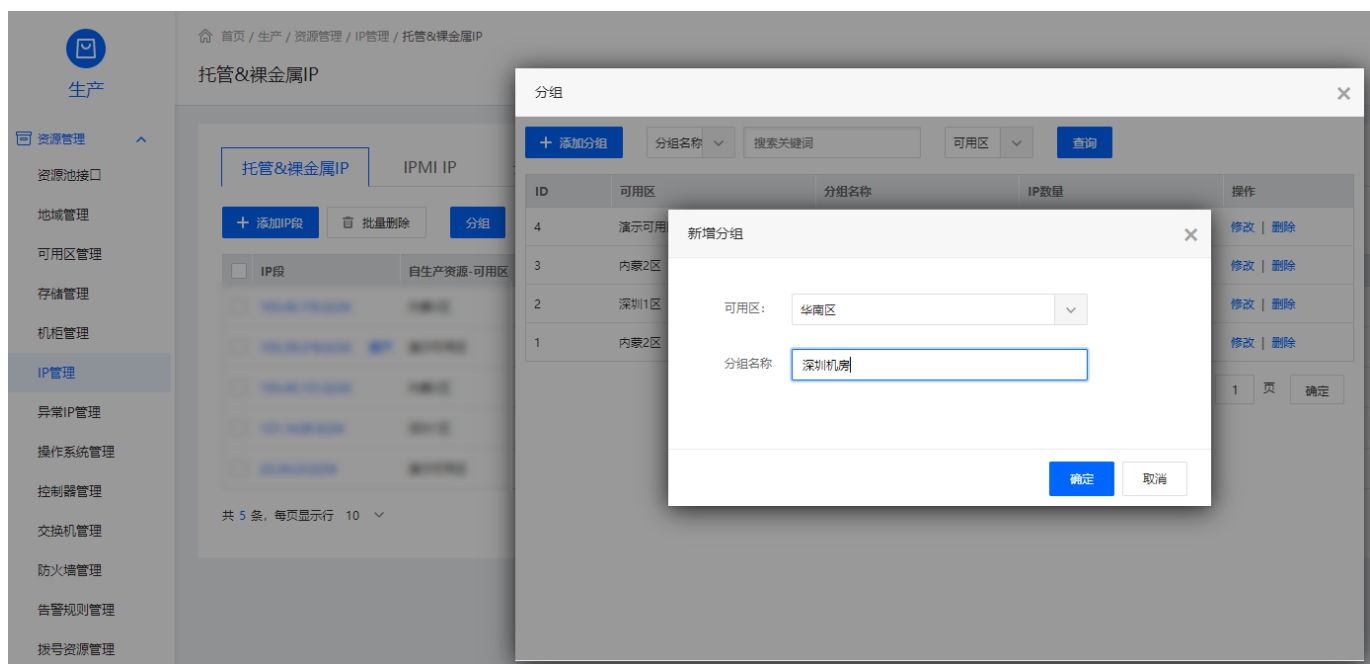 生产
资源管理
资源池接口
地域管理
可用区管理
存储管理
机柜管理
IP管理
异常IP管理
操作系统管理
控制器管理
交换机管理
防火墙管理
告警规则管理
拨号资源管理
首页 / 生产 / 资源管理 / IP管理 / 托管&裸金属IP
托管&裸金属IP
托管&裸金属IP IPMI IP
添加IP段 批量删除 分组
IP段 自生产资源-可用区
共 5 条, 每页显示行 10
分组
添加分组 分组名称 搜索关键词 可用区 查询
ID 可用区 分组名称 IP数量 操作
4 演示可用 修改 | 删除
3 内蒙2区 修改 | 删除
2 深圳1区 修改 | 删除
1 内蒙2区 修改 | 删除
1 页 确定
新增分组
可用区: 华南区
分组名称 深圳机房
确定 取消